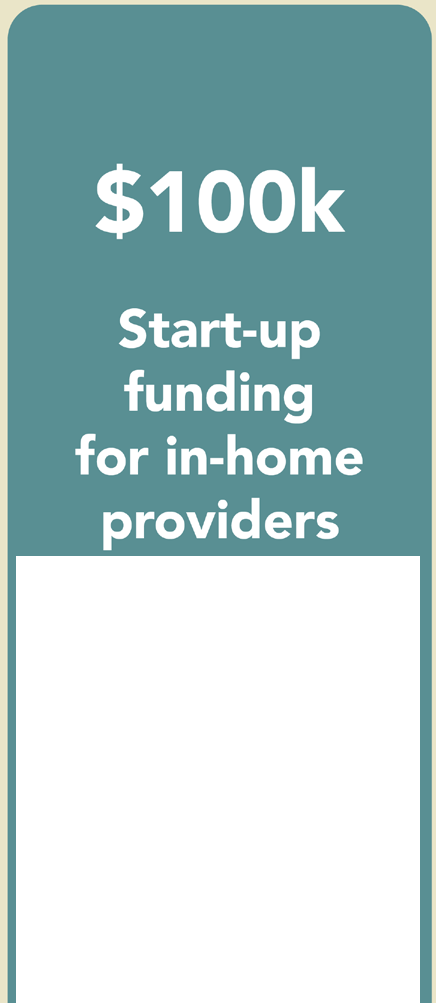 $100k
Start-up
funding
for in-home
providers